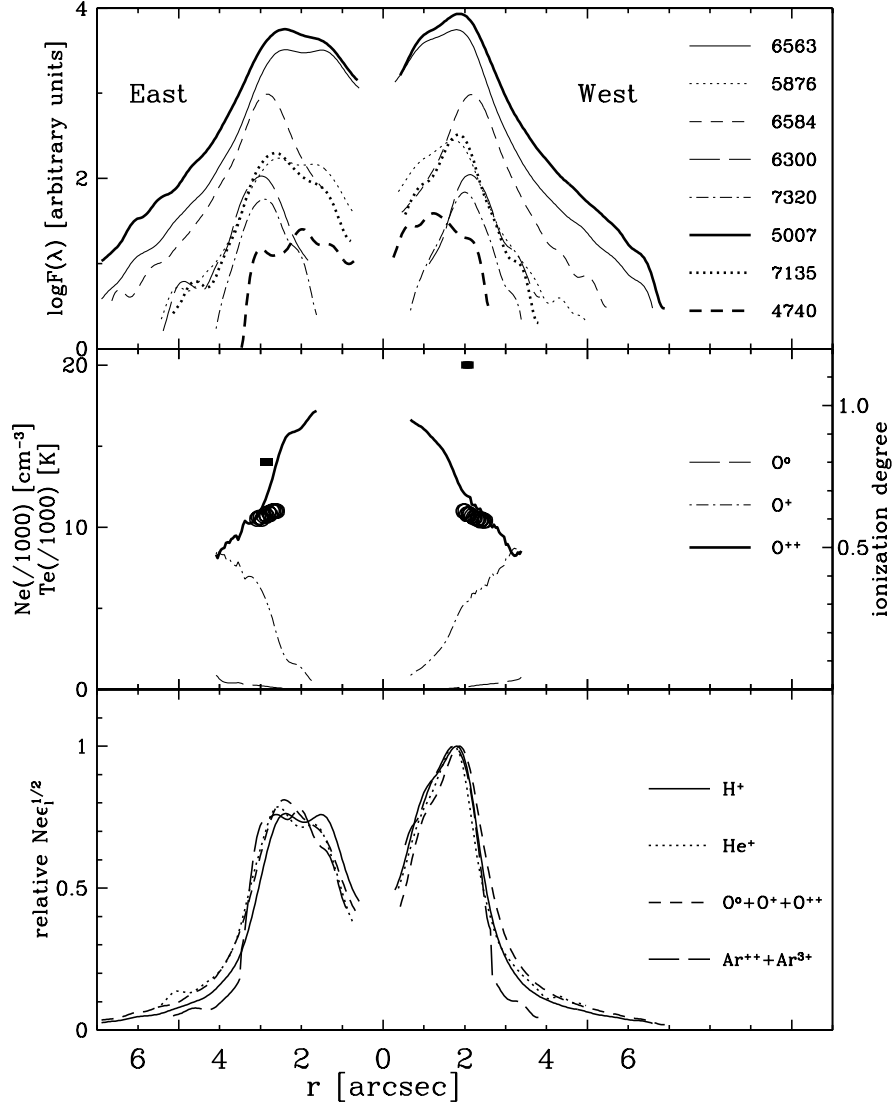 4
2
0
logF(λ) [arbitrary units]
East
West
6563
5876
6584
6300
7320
5007
7135
4740
20
10
0
Ne(/1000) [cm⁻³]
Te(/1000) [K]
1.0
0.5
ionization degree
O⁰
O⁺
O⁺⁺
1
0.5
0
relative Neϵᵢ^1/2
H⁺
He⁺
O⁰+O⁺+O⁺⁺
Ar⁺⁺+Ar³⁺
6 4 2 0 2 4 6
r [arcsec]